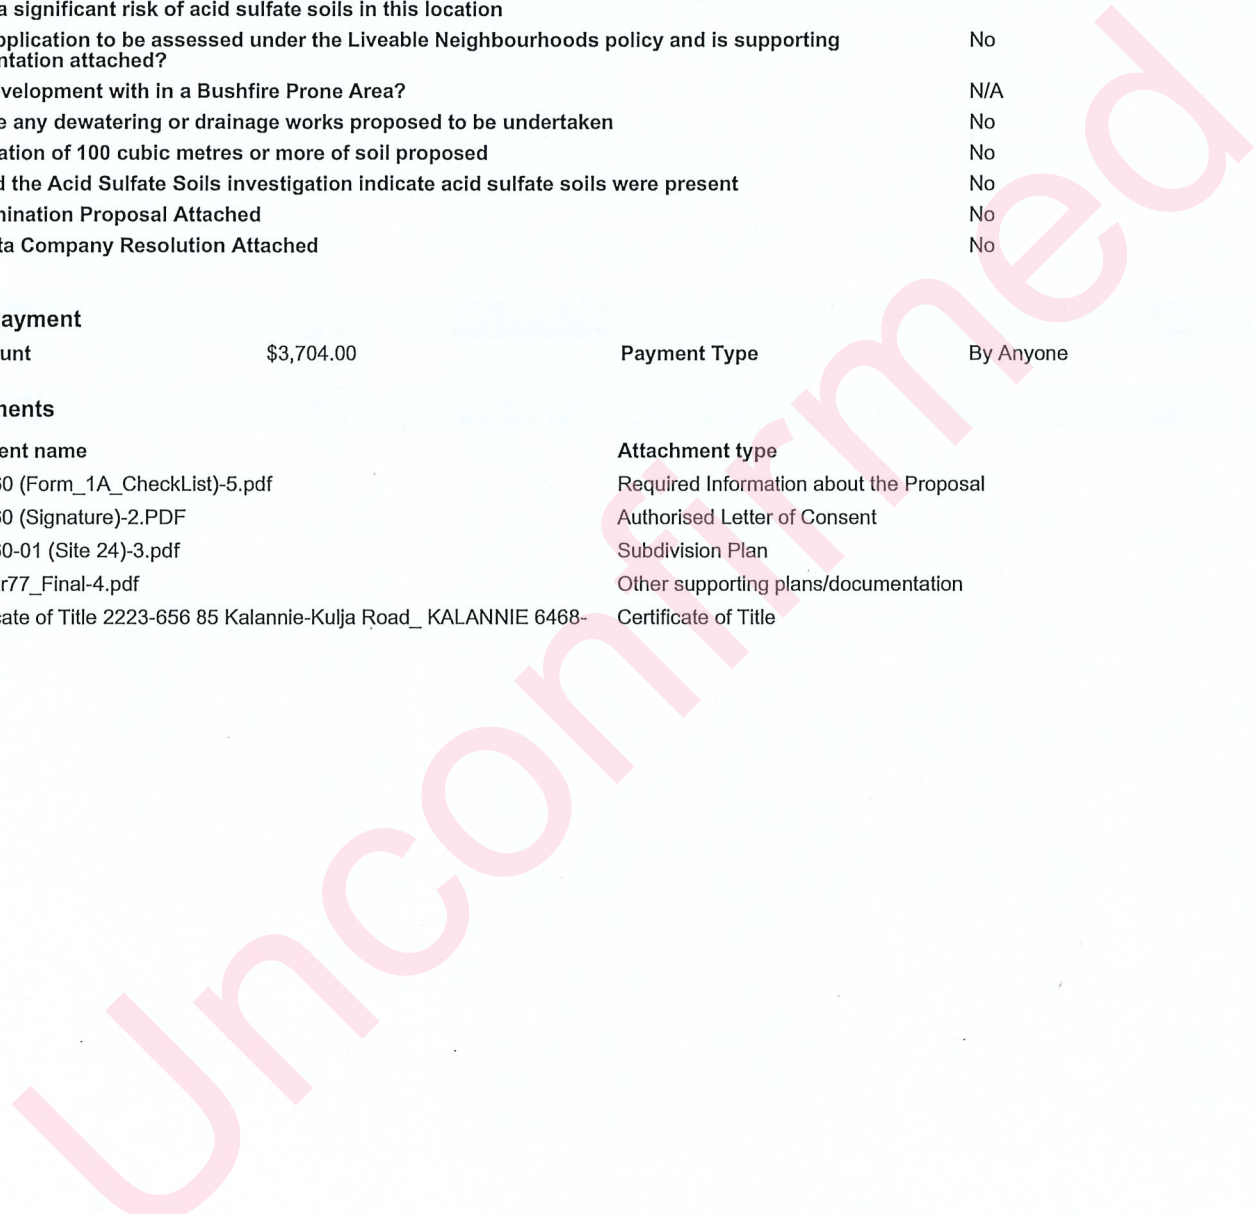 a significant risk of acid sulfate soils in this location
pplication to be assessed under the Liveable Neighbourhoods policy and is supporting No
ntation attached?
velopment with in a Bushfire Prone Area? N/A
e any dewatering or drainage works proposed to be undertaken No
ation of 100 cubic metres or more of soil proposed No
d the Acid Sulfate Soils investigation indicate acid sulfate soils were present No
mination Proposal Attached No
ta Company Resolution Attached No
ayment
unt $3,704.00 Payment Type By Anyone
ments
ent name Attachment type
60 (Form_1A_CheckList)-5.pdf Required Information about the Proposal
60 (Signature)-2.PDF Authorised Letter of Consent
60-01 (Site 24)-3.pdf Subdivision Plan
r77_Final-4.pdf Other supporting plans/documentation
cate of Title 2223-656 85 Kalannie-Kulja Road_ KALANNIE 6468- Certificate of Title
Unconfirmed